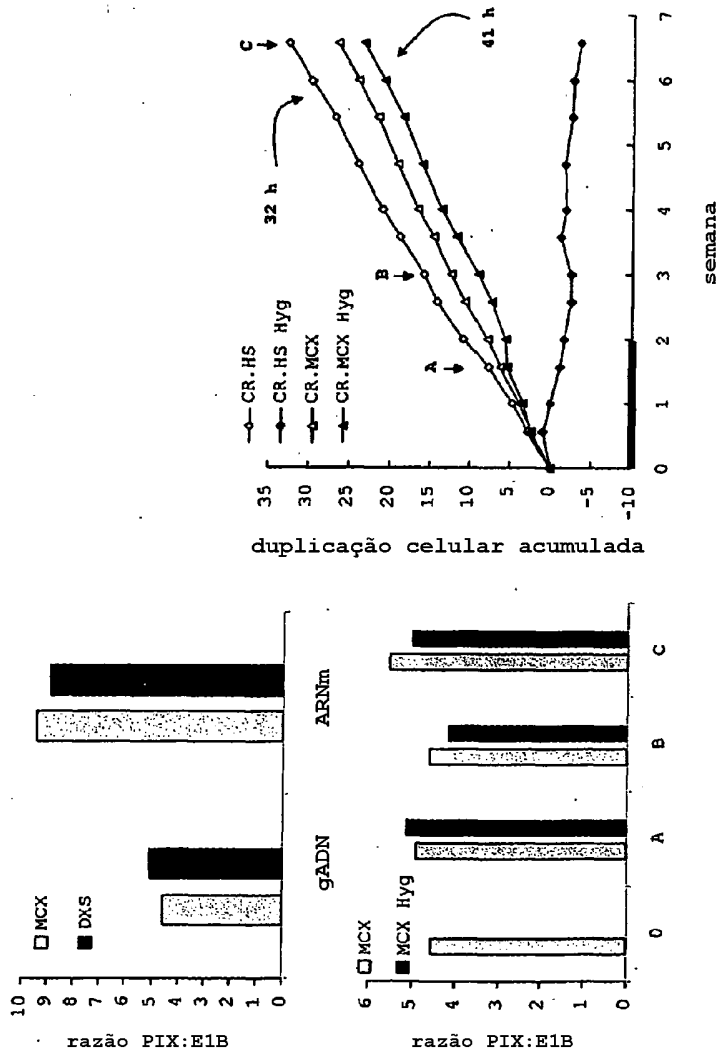 10
9
8
7
6
5
4
3
2
1
0
MCX
DXS
gADN
ARNm
razão PIX:E1B
6
5
4
3
2
1
0
MCX
MCX Hyg
0
A
B
C
razão PIX:E1B
35
30
25
20
15
10
5
0
-5
-10
CR.HS
CR.HS Hyg
CR.MCX
CR.MCX Hyg
A
B
C
32 h
41 h
0 1 2 3 4 5 6 7
semana
duplicação celular acumulada